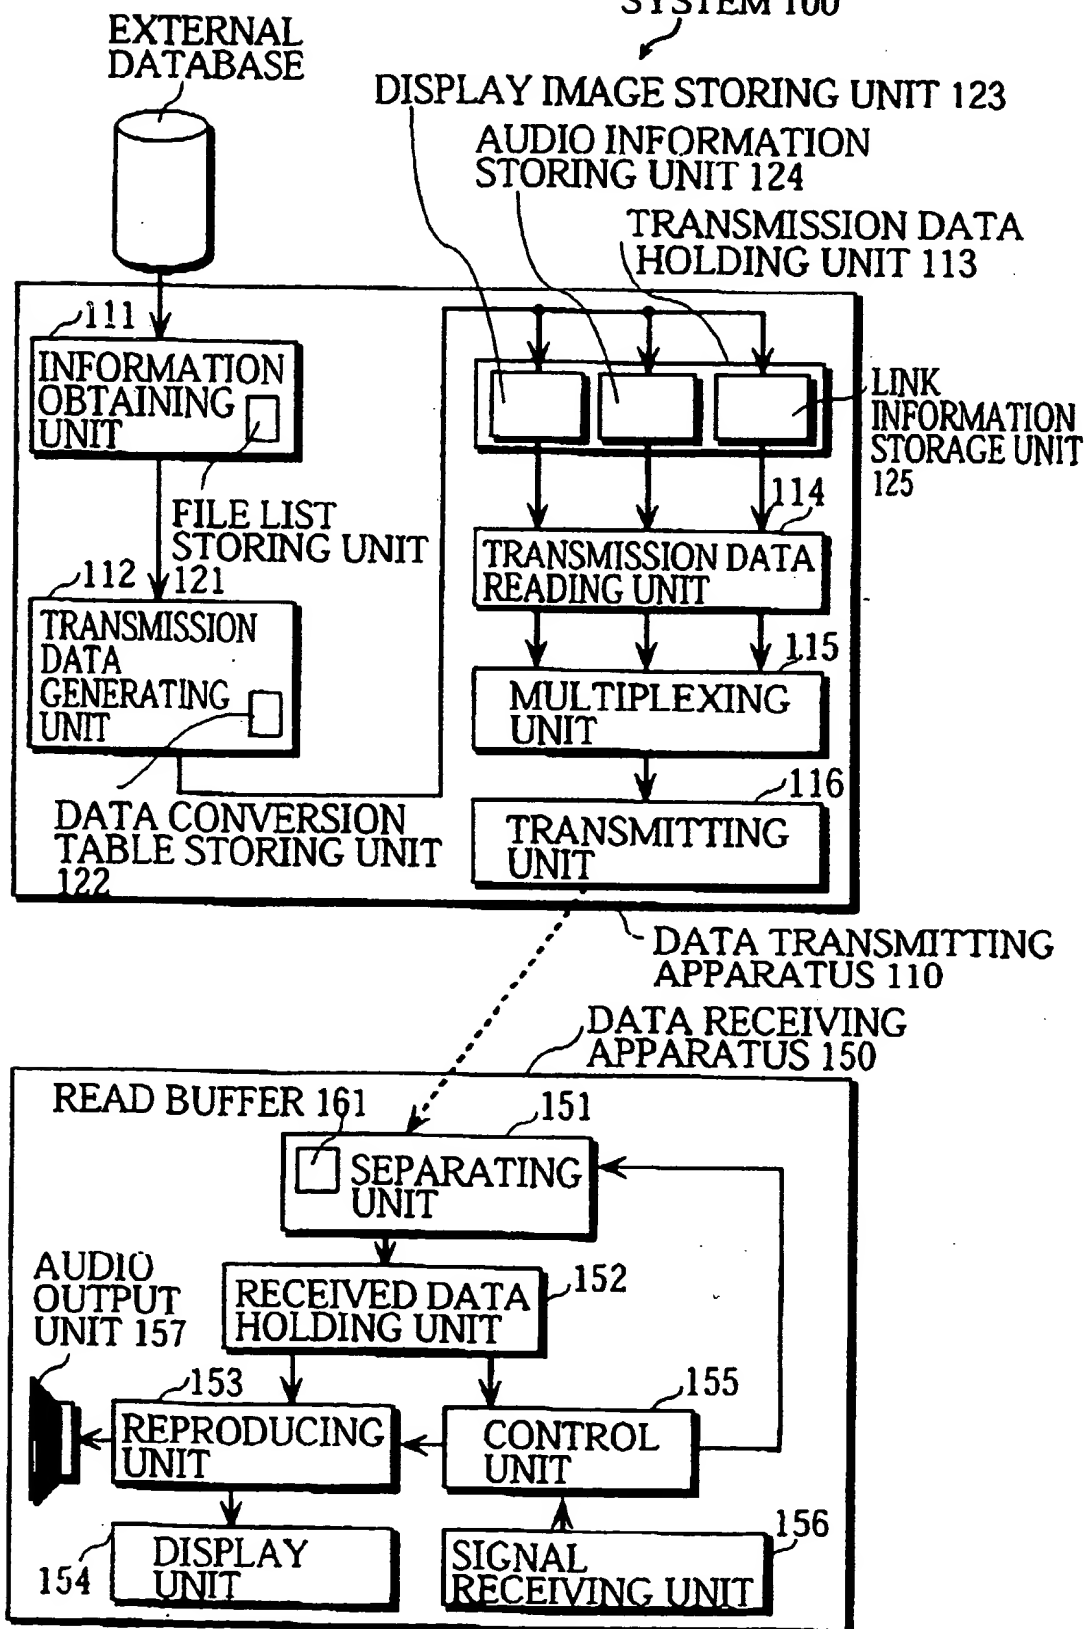 SYSTEM 100
EXTERNAL
DATABASE
DISPLAY IMAGE STORING UNIT 123
AUDIO INFORMATION
STORING UNIT 124
TRANSMISSION DATA
HOLDING UNIT 113
111
INFORMATION
OBTAINING
UNIT
LINK
INFORMATION
STORAGE UNIT
125
FILE LIST
STORING UNIT
121
114
TRANSMISSION DATA
READING UNIT
112
TRANSMISSION
DATA
GENERATING
UNIT
115
MULTIPLEXING
UNIT
116
TRANSMITTING
UNIT
DATA CONVERSION
TABLE STORING UNIT
122
DATA TRANSMITTING
APPARATUS 110
DATA RECEIVING
APPARATUS 150
READ BUFFER 161
151
SEPARATING
UNIT
AUDIO
OUTPUT
UNIT 157
152
RECEIVED DATA
HOLDING UNIT
153
REPRODUCING
UNIT
155
CONTROL
UNIT
154
DISPLAY
UNIT
156
SIGNAL
RECEIVING UNIT